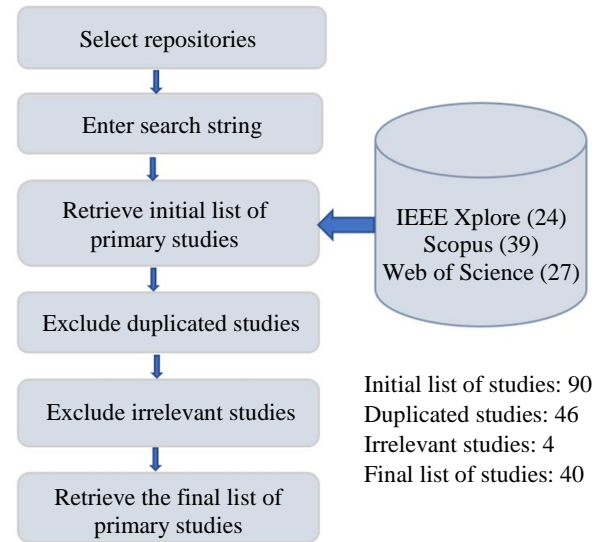 Select repositories
Enter search string
Retrieve initial list of
primary studies
IEEE Xplore (24)
Scopus (39)
Web of Science (27)
Exclude duplicated studies
Exclude irrelevant studies
Retrieve the final list of
primary studies
Initial list of studies: 90
Duplicated studies: 46
Irrelevant studies: 4
Final list of studies: 40